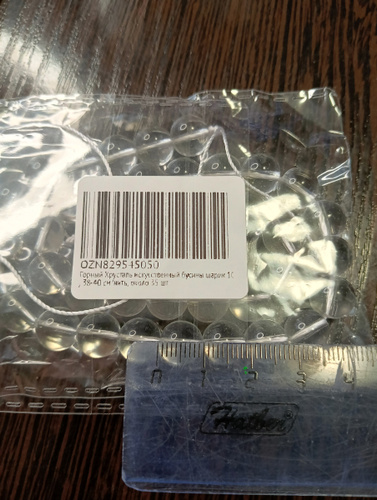 OZN829545050
Горный Хрусталь искусственный бусины шарик 10
, 38-40 см нить, около 35 шт
0 1 2 3 4